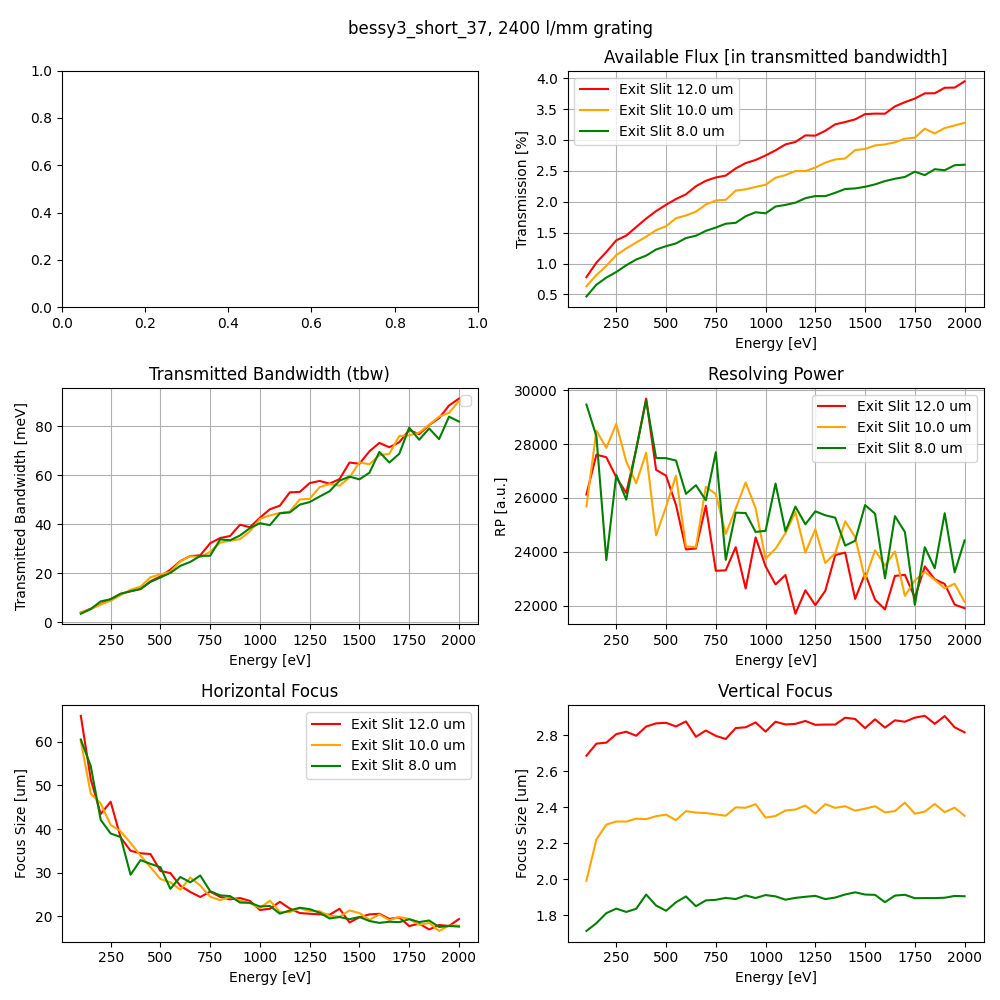 bessy3_short_37, 2400 l/mm grating
1.0
0.8
0.6
0.4
0.2
0.0
0.0 0.2 0.4 0.6 0.8 1.0
Available Flux [in transmitted bandwidth]
Exit Slit 12.0 um
Exit Slit 10.0 um
Exit Slit 8.0 um
Transmission [%]
4.0
3.5
3.0
2.5
2.0
1.5
1.0
0.5
250 500 750 1000 1250 1500 1750 2000
Energy [eV]
Transmitted Bandwidth (tbw)
Transmitted Bandwidth [meV]
80
60
40
20
0
250 500 750 1000 1250 1500 1750 2000
Energy [eV]
Resolving Power
Exit Slit 12.0 um
Exit Slit 10.0 um
Exit Slit 8.0 um
RP [a.u.]
30000
28000
26000
24000
22000
250 500 750 1000 1250 1500 1750 2000
Energy [eV]
Horizontal Focus
Exit Slit 12.0 um
Exit Slit 10.0 um
Exit Slit 8.0 um
Focus Size [um]
60
50
40
30
20
250 500 750 1000 1250 1500 1750 2000
Energy [eV]
Vertical Focus
Focus Size [um]
2.8
2.6
2.4
2.2
2.0
1.8
250 500 750 1000 1250 1500 1750 2000
Energy [eV]